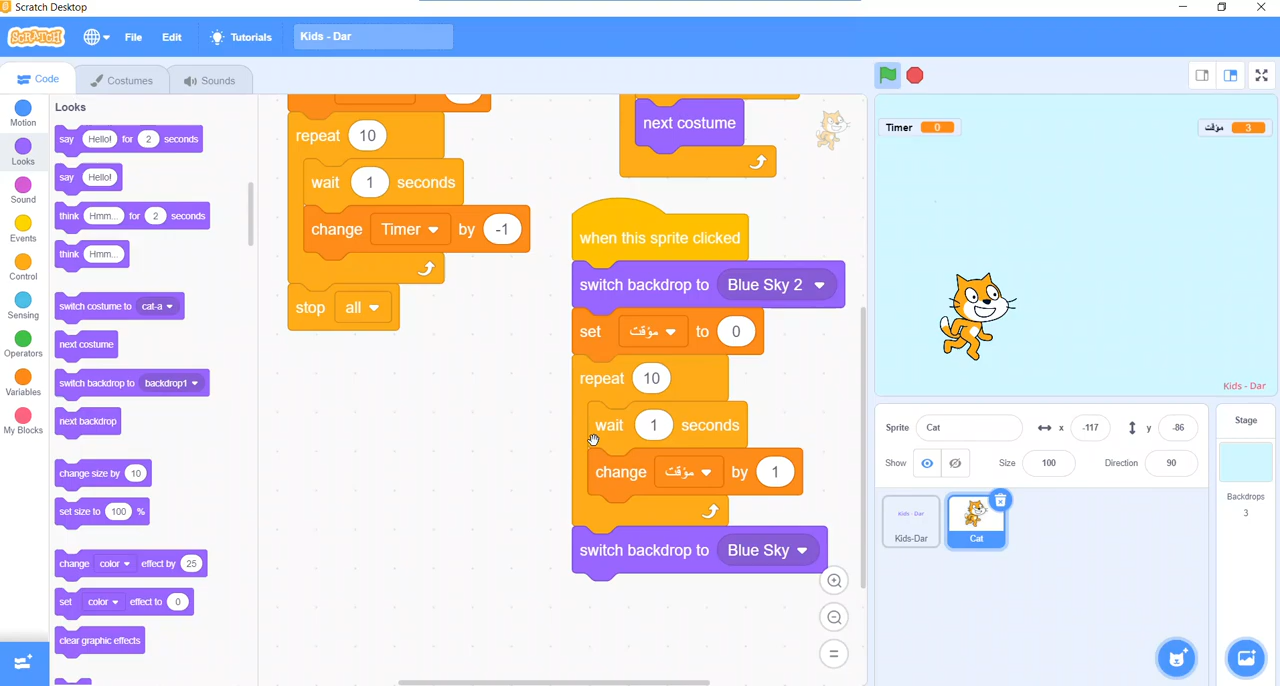 Scratch Desktop
SCRATCH
File
Edit
Tutorials
Kids - Dar
Code
Costumes
Sounds
Motion
Looks
Sound
Events
Control
Sensing
Operators
Variables
My Blocks
Looks
say Hello! for 2 seconds
say Hello!
think Hmm... for 2 seconds
think Hmm...
switch costume to cat-a
next costume
switch backdrop to backdrop1
next backdrop
change size by 10
set size to 100 %
change color effect by 25
set color effect to 0
clear graphic effects
repeat 10
wait 1 seconds
change Timer by -1
stop all
next costume
when this sprite clicked
switch backdrop to Blue Sky 2
set مؤقت to 0
repeat 10
wait 1 seconds
change مؤقت by 1
switch backdrop to Blue Sky
Timer 0
مؤقت 3
Kids - Dar
Sprite Cat x -117 y -86
Show Size 100 Direction 90
Kids - Dar
Kids-Dar
Cat
Stage
Backdrops
3